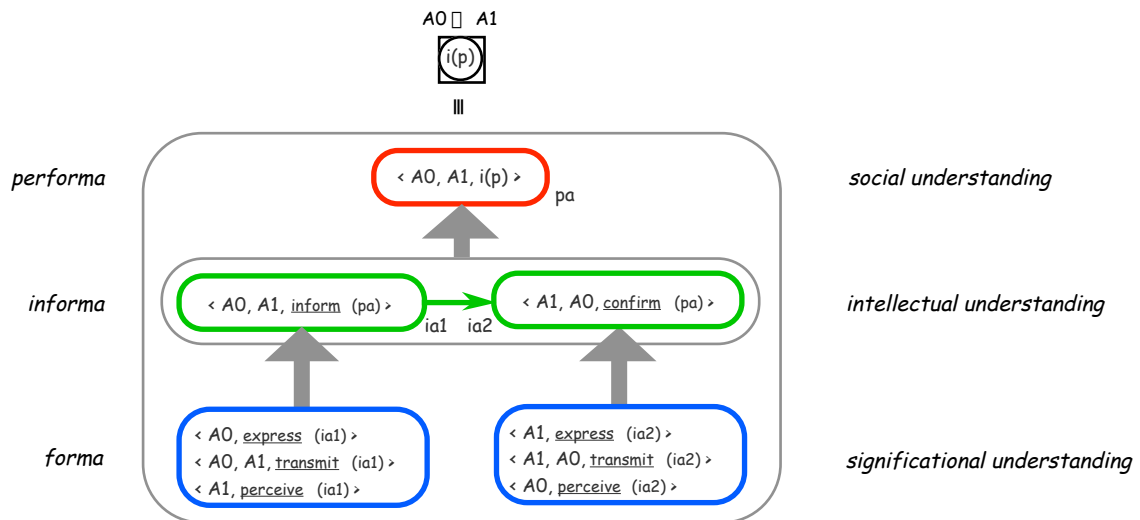 A0 ▯ A1
i(p)
≡
performa
< A0, A1, i(p) >
pa
social understanding
informa
< A0, A1, inform (pa) >
ia1
ia2
< A1, A0, confirm (pa) >
intellectual understanding
forma
< A0, express (ia1) >
< A0, A1, transmit (ia1) >
< A1, perceive (ia1) >
< A1, express (ia2) >
< A1, A0, transmit (ia2) >
< A0, perceive (ia2) >
significational understanding